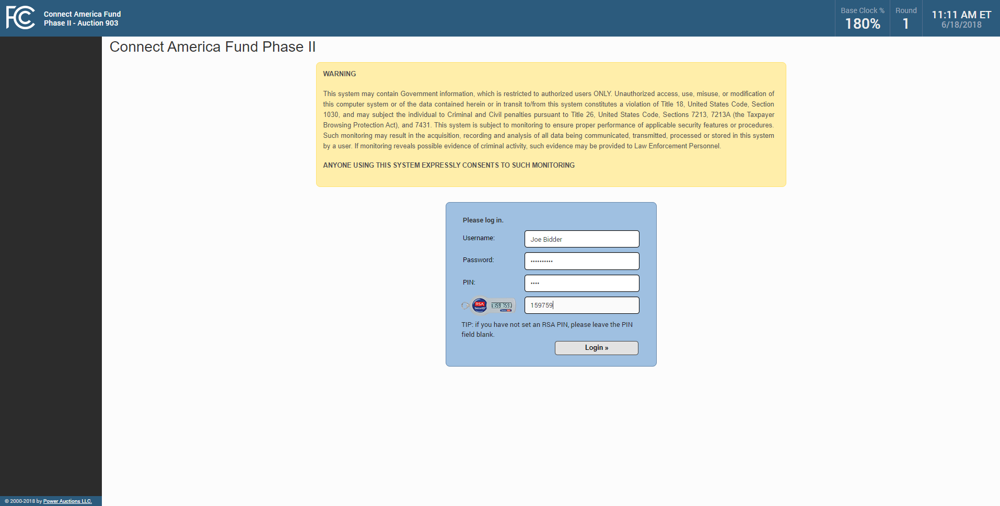 FCC
Connect America Fund
Phase II - Auction 903
Base Clock %
180%
Round
1
11:11 AM ET
6/18/2018
Connect America Fund Phase II
WARNING
This system may contain Government information, which is restricted to authorized users ONLY. Unauthorized access, use, misuse, or modification of
this computer system or of the data contained herein or in transit to/from this system constitutes a violation of Title 18, United States Code, Section
1030, and may subject the individual to Criminal and Civil penalties pursuant to Title 26, United States Code, Sections 7213, 7213A (the Taxpayer
Browsing Protection Act), and 7431. This system is subject to monitoring to ensure proper performance of applicable security features or procedures.
Such monitoring may result in the acquisition, recording and analysis of all data being communicated, transmitted, processed or stored in this system
by a user. If monitoring reveals possible evidence of criminal activity, such evidence may be provided to Law Enforcement Personnel.
ANYONE USING THIS SYSTEM EXPRESSLY CONSENTS TO SUCH MONITORING
Please log in.
Username:
Joe Bidder
Password:
••••••••••
PIN:
••••
RSA
SecurID
159 759
159759
TIP: if you have not set an RSA PIN, please leave the PIN
field blank.
Login »
© 2000-2018 by Power Auctions LLC.